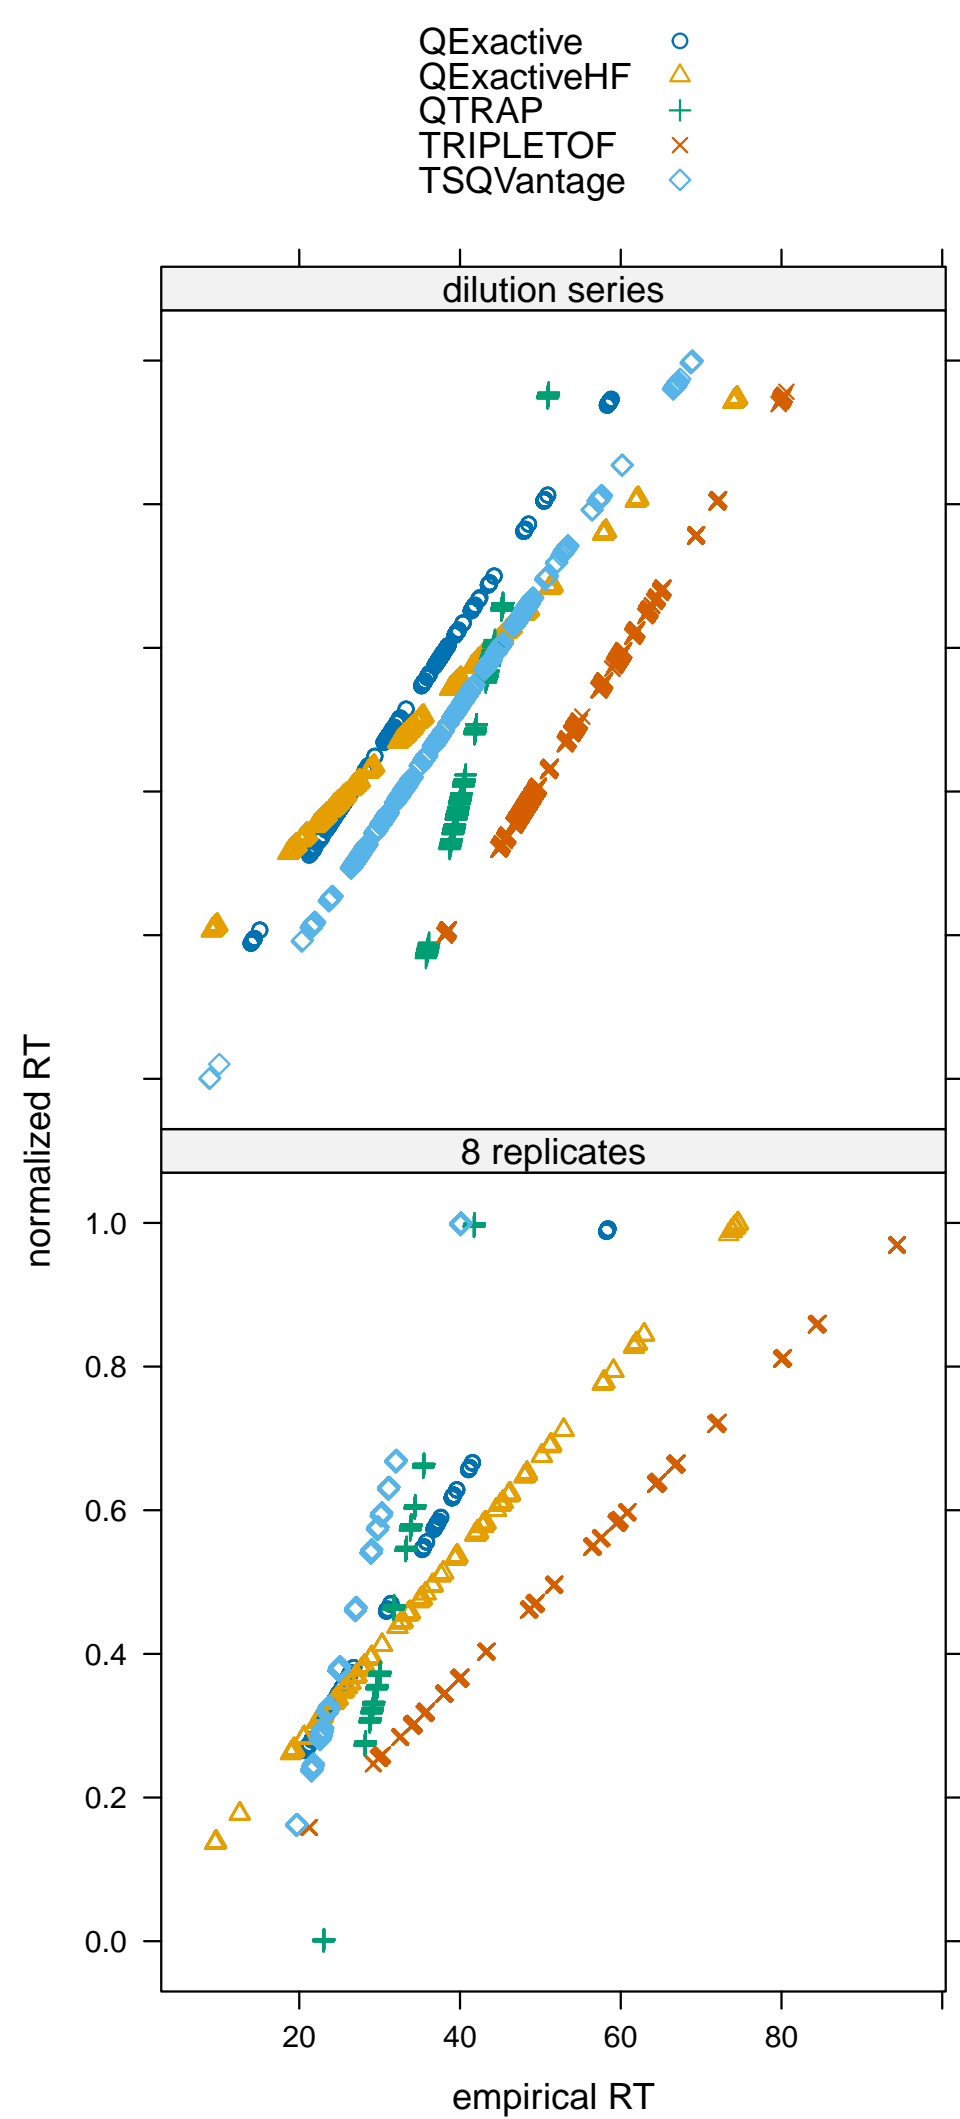 QExactive
QExactiveHF
QTRAP
TRIPLETOF
TSQVantage
dilution series
normalized RT
8 replicates
1.0
0.8
0.6
0.4
0.2
0.0
20 40 60 80
empirical RT